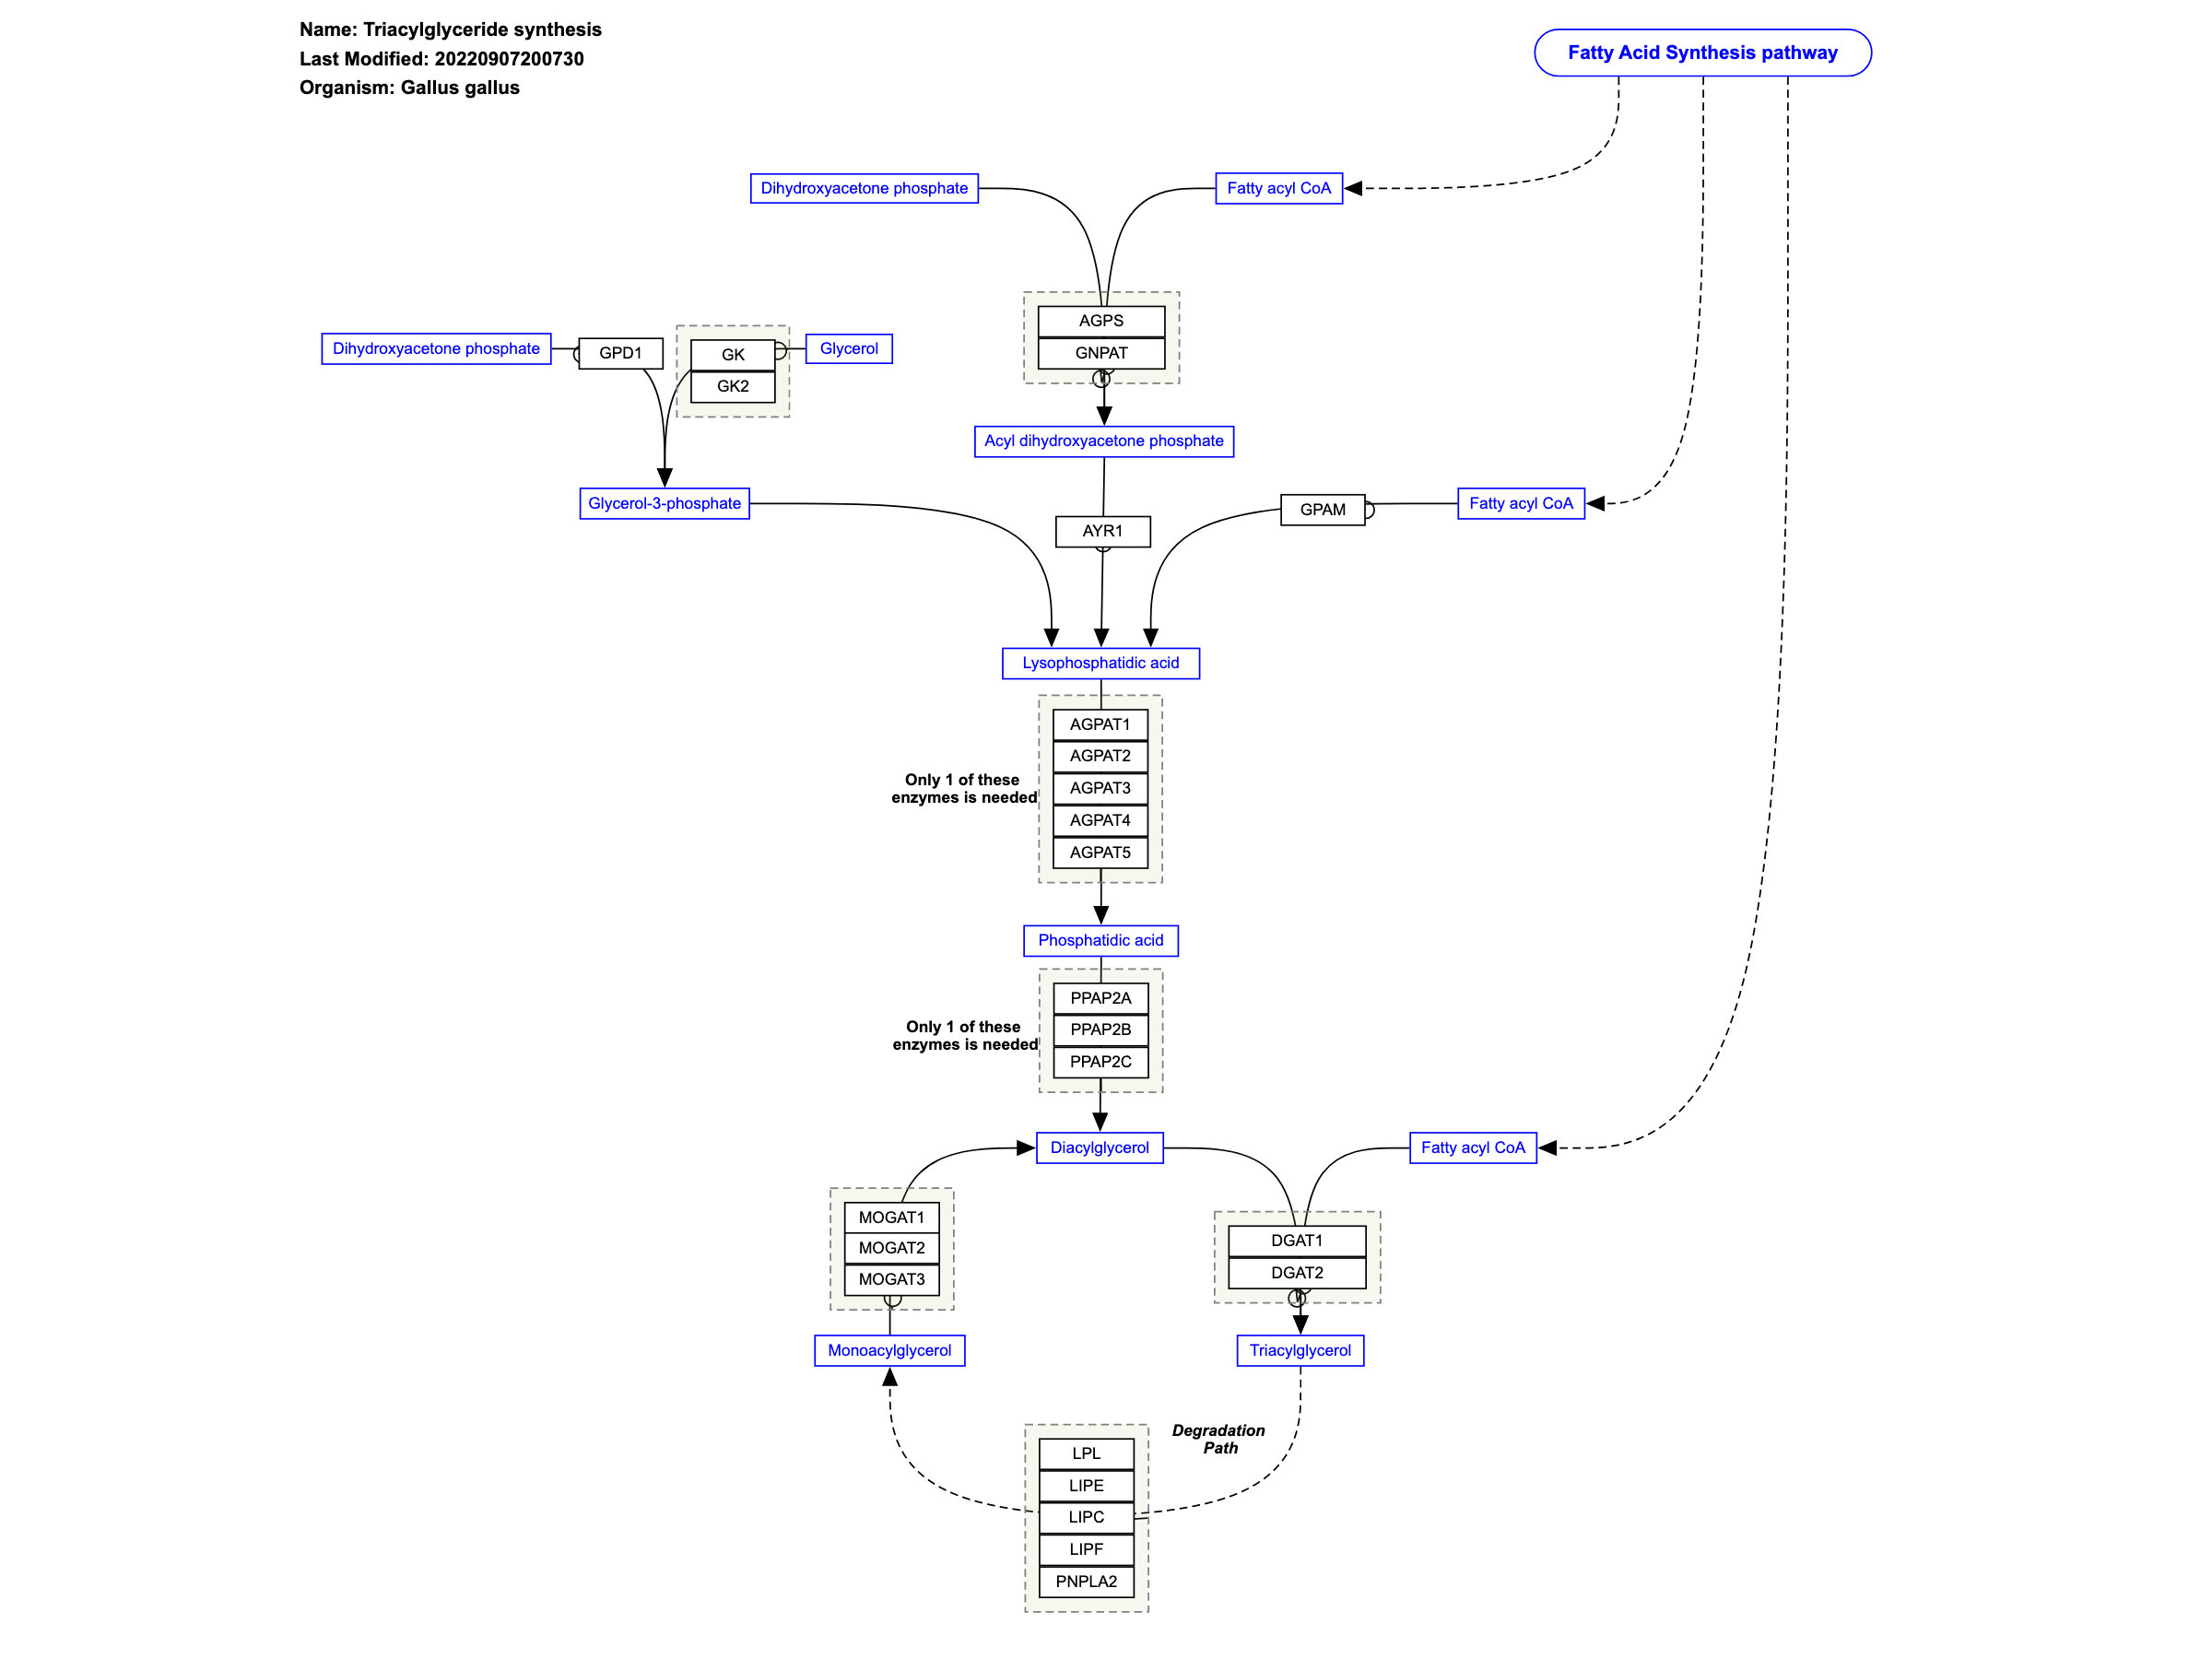 Name: Triacylglyceride synthesis
Last Modified: 20220907200730
Organism: Gallus gallus
Fatty Acid Synthesis pathway
Dihydroxyacetone phosphate
Fatty acyl CoA
AGPS
GNPAT
Dihydroxyacetone phosphate
GPD1
GK
GK2
Glycerol
Acyl dihydroxyacetone phosphate
Glycerol-3-phosphate
AYR1
GPAM
Fatty acyl CoA
Lysophosphatidic acid
AGPAT1
AGPAT2
AGPAT3
AGPAT4
AGPAT5
Only 1 of these
enzymes is needed
Phosphatidic acid
PPAP2A
PPAP2B
PPAP2C
Only 1 of these
enzymes is needed
Diacylglycerol
Fatty acyl CoA
MOGAT1
MOGAT2
MOGAT3
DGAT1
DGAT2
Monoacylglycerol
Triacylglycerol
Degradation
Path
LPL
LIPE
LIPC
LIPF
PNPLA2